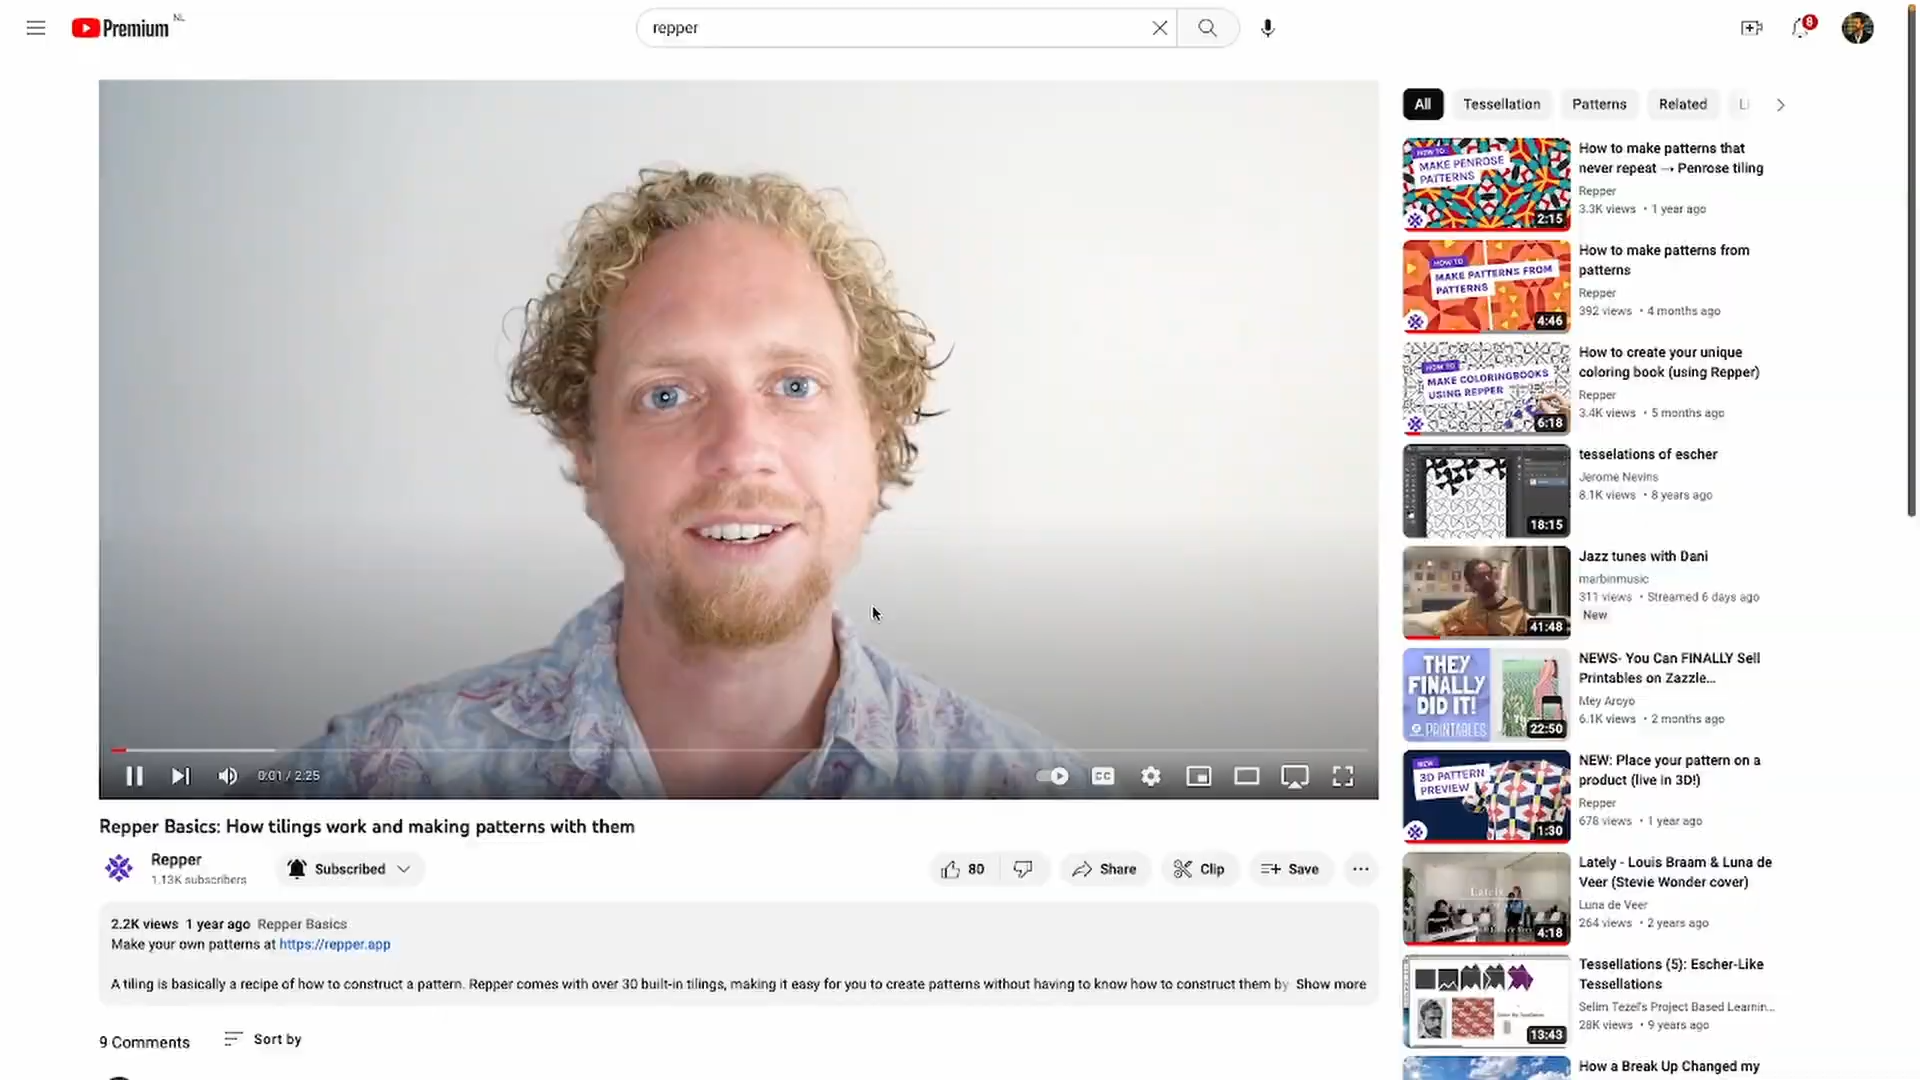 Premium NL
repper
8
All
Tessellation
Patterns
Related
HOW TO
MAKE PENROSE
PATTERNS
2:15
How to make patterns that
never repeat → Penrose tiling
Repper
3.3K views • 1 year ago
HOW TO
MAKE PATTERNS FROM
PATTERNS
4:46
How to make patterns from
patterns
Repper
392 views • 4 months ago
HOW TO
MAKE COLORINGBOOKS
USING REPPER
6:18
How to create your unique
coloring book (using Repper)
Repper
3.4K views • 5 months ago
18:15
tesselations of escher
Jerome Nevins
8.1K views • 8 years ago
41:48
Jazz tunes with Dani
marbinmusic
311 views • Streamed 6 days ago
New
THEY
FINALLY
DID IT!
PRINTABLES
22:50
NEWS- You Can FINALLY Sell
Printables on Zazzle...
Mey Aroyo
6.1K views • 2 months ago
NEW
3D PATTERN
PREVIEW
1:30
NEW: Place your pattern on a
product (live in 3D!)
Repper
678 views • 1 year ago
Lately
4:18
Lately - Louis Braam & Luna de
Veer (Stevie Wonder cover)
Luna de Veer
264 views • 2 years ago
13:43
Tessellations (5): Escher-Like
Tessellations
Selim Tezel's Project Based Learnin...
28K views • 9 years ago
How a Break Up Changed my
0:01 / 2:25
CC
Repper Basics: How tilings work and making patterns with them
Repper
1.13K subscribers
Subscribed
80
Share
Clip
Save
2.2K views 1 year ago Repper Basics
Make your own patterns at https://repper.app
A tiling is basically a recipe of how to construct a pattern. Repper comes with over 30 built-in tilings, making it easy for you to create patterns without having to know how to construct them by Show more
9 Comments
Sort by